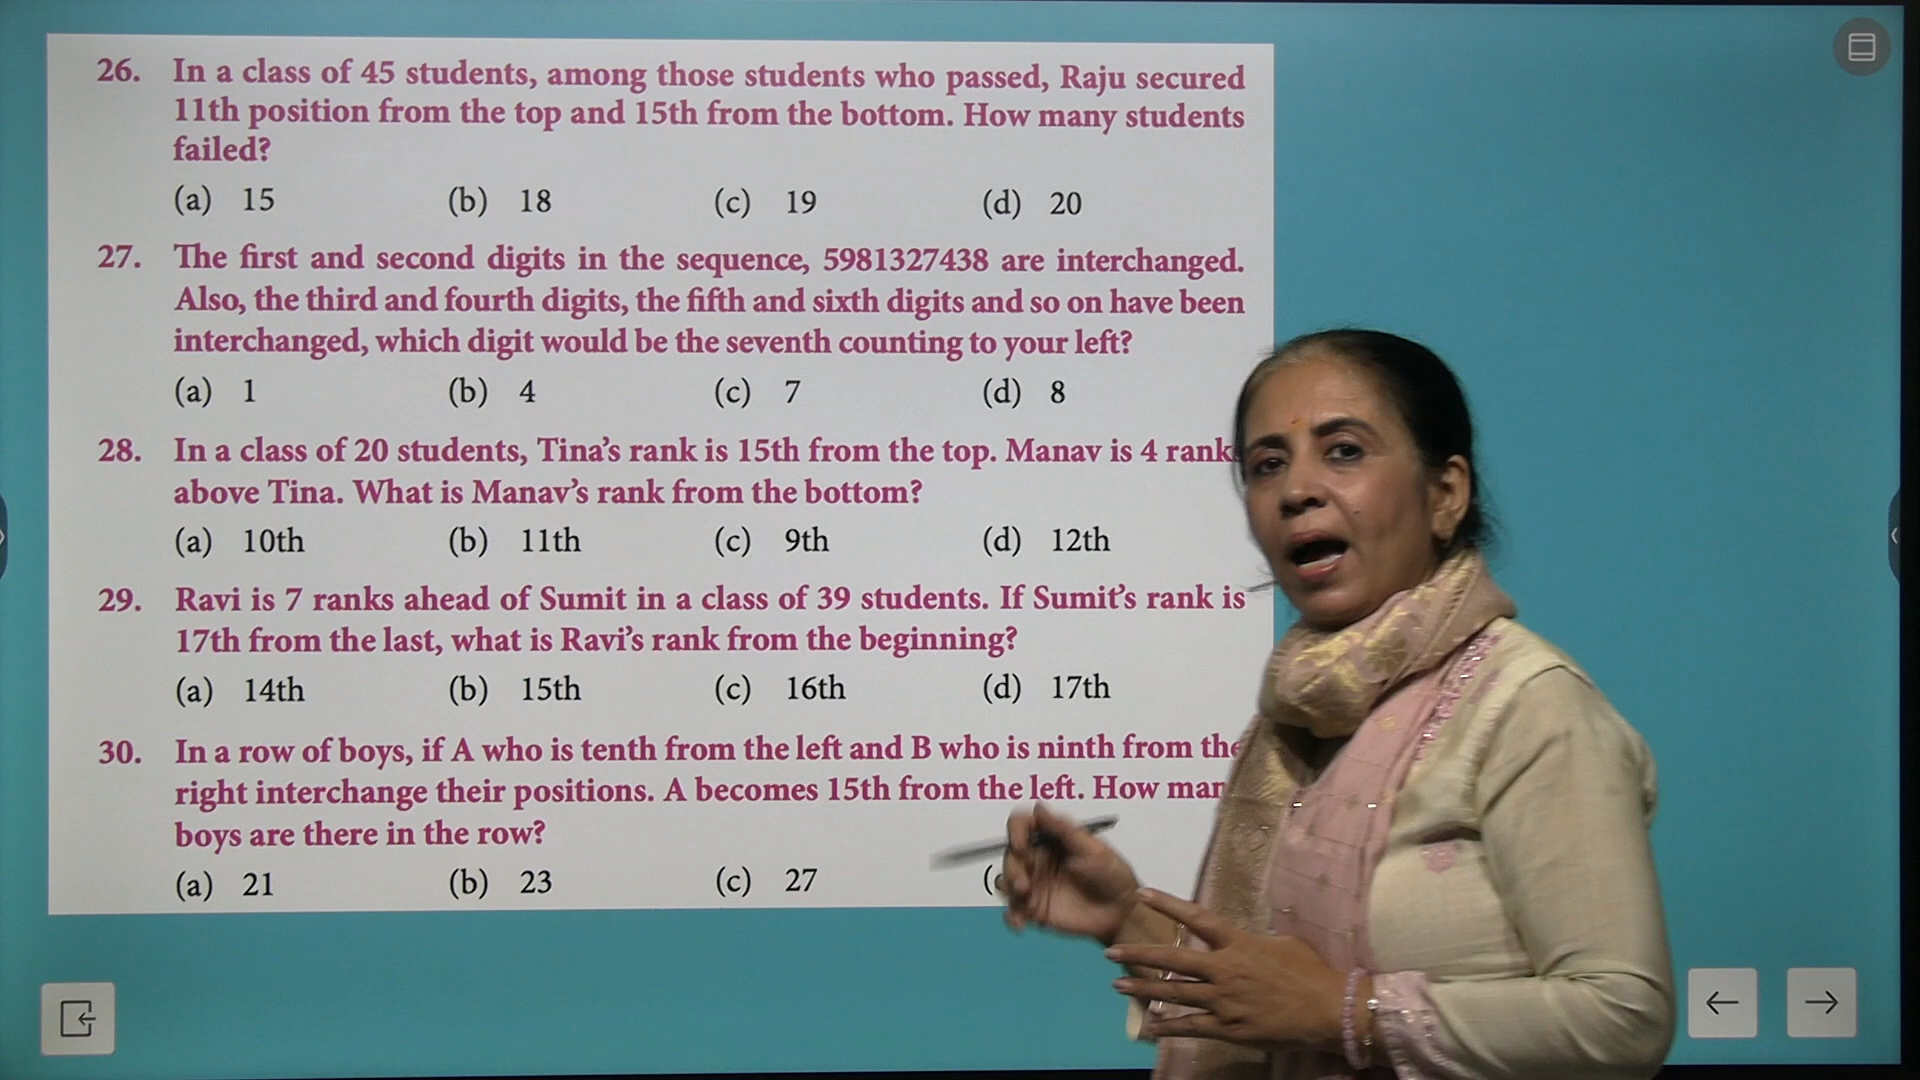 26. In a class of 45 students, among those students who passed, Raju secured
11th position from the top and 15th from the bottom. How many students
failed?
(a) 15 (b) 18 (c) 19 (d) 20
27. The first and second digits in the sequence, 5981327438 are interchanged.
Also, the third and fourth digits, the fifth and sixth digits and so on have been
interchanged, which digit would be the seventh counting to your left?
(a) 1 (b) 4 (c) 7 (d) 8
28. In a class of 20 students, Tina's rank is 15th from the top. Manav is 4 rank
above Tina. What is Manav's rank from the bottom?
(a) 10th (b) 11th (c) 9th (d) 12th
29. Ravi is 7 ranks ahead of Sumit in a class of 39 students. If Sumit's rank is
17th from the last, what is Ravi's rank from the beginning?
(a) 14th (b) 15th (c) 16th (d) 17th
30. In a row of boys, if A who is tenth from the left and B who is ninth from the
right interchange their positions. A becomes 15th from the left. How
boys are there in the row?
(a) 21 (b) 23 (c) 27